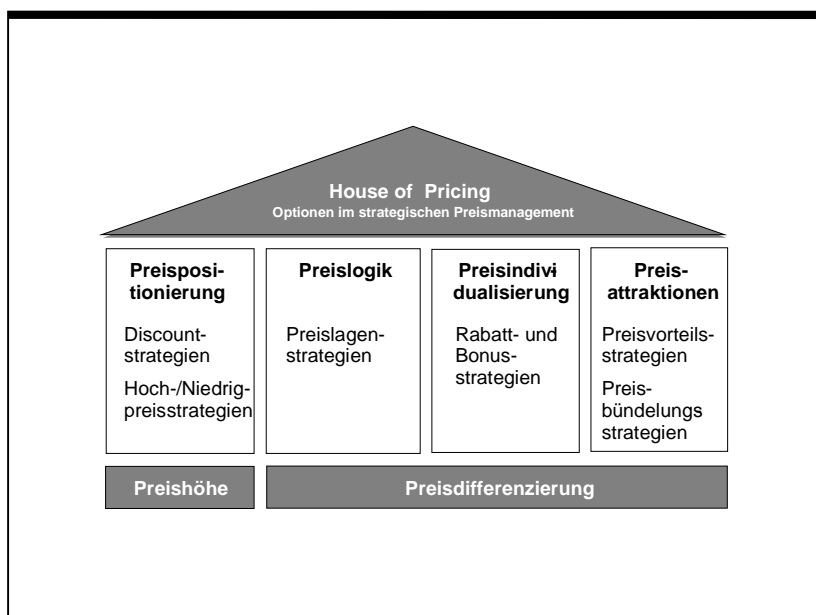 House of Pricing
Optionen im strategischen Preismanagement
Preisposi-
tionierung
Discount-
strategien
Hoch-/Niedrig-
preisstrategien
Preislogik
Preislagen-
strategien
Preisindivi-
dualisierung
Rabatt- und
Bonus-
strategien
Preis-
attraktionen
Preisvorteils-
strategien
Preis-
bündelungs-
strategien
Preishöhe
Preisdifferenzierung